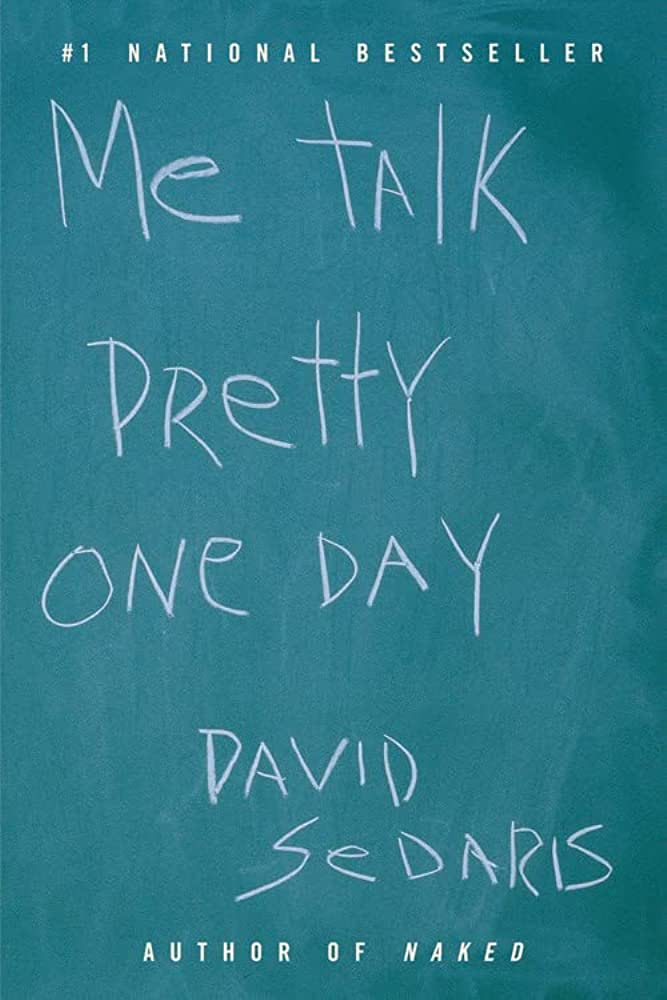 #1 NATIONAL BESTSELLER
Me talk
pretty
one day
David
Sedaris
AUTHOR OF NAKED